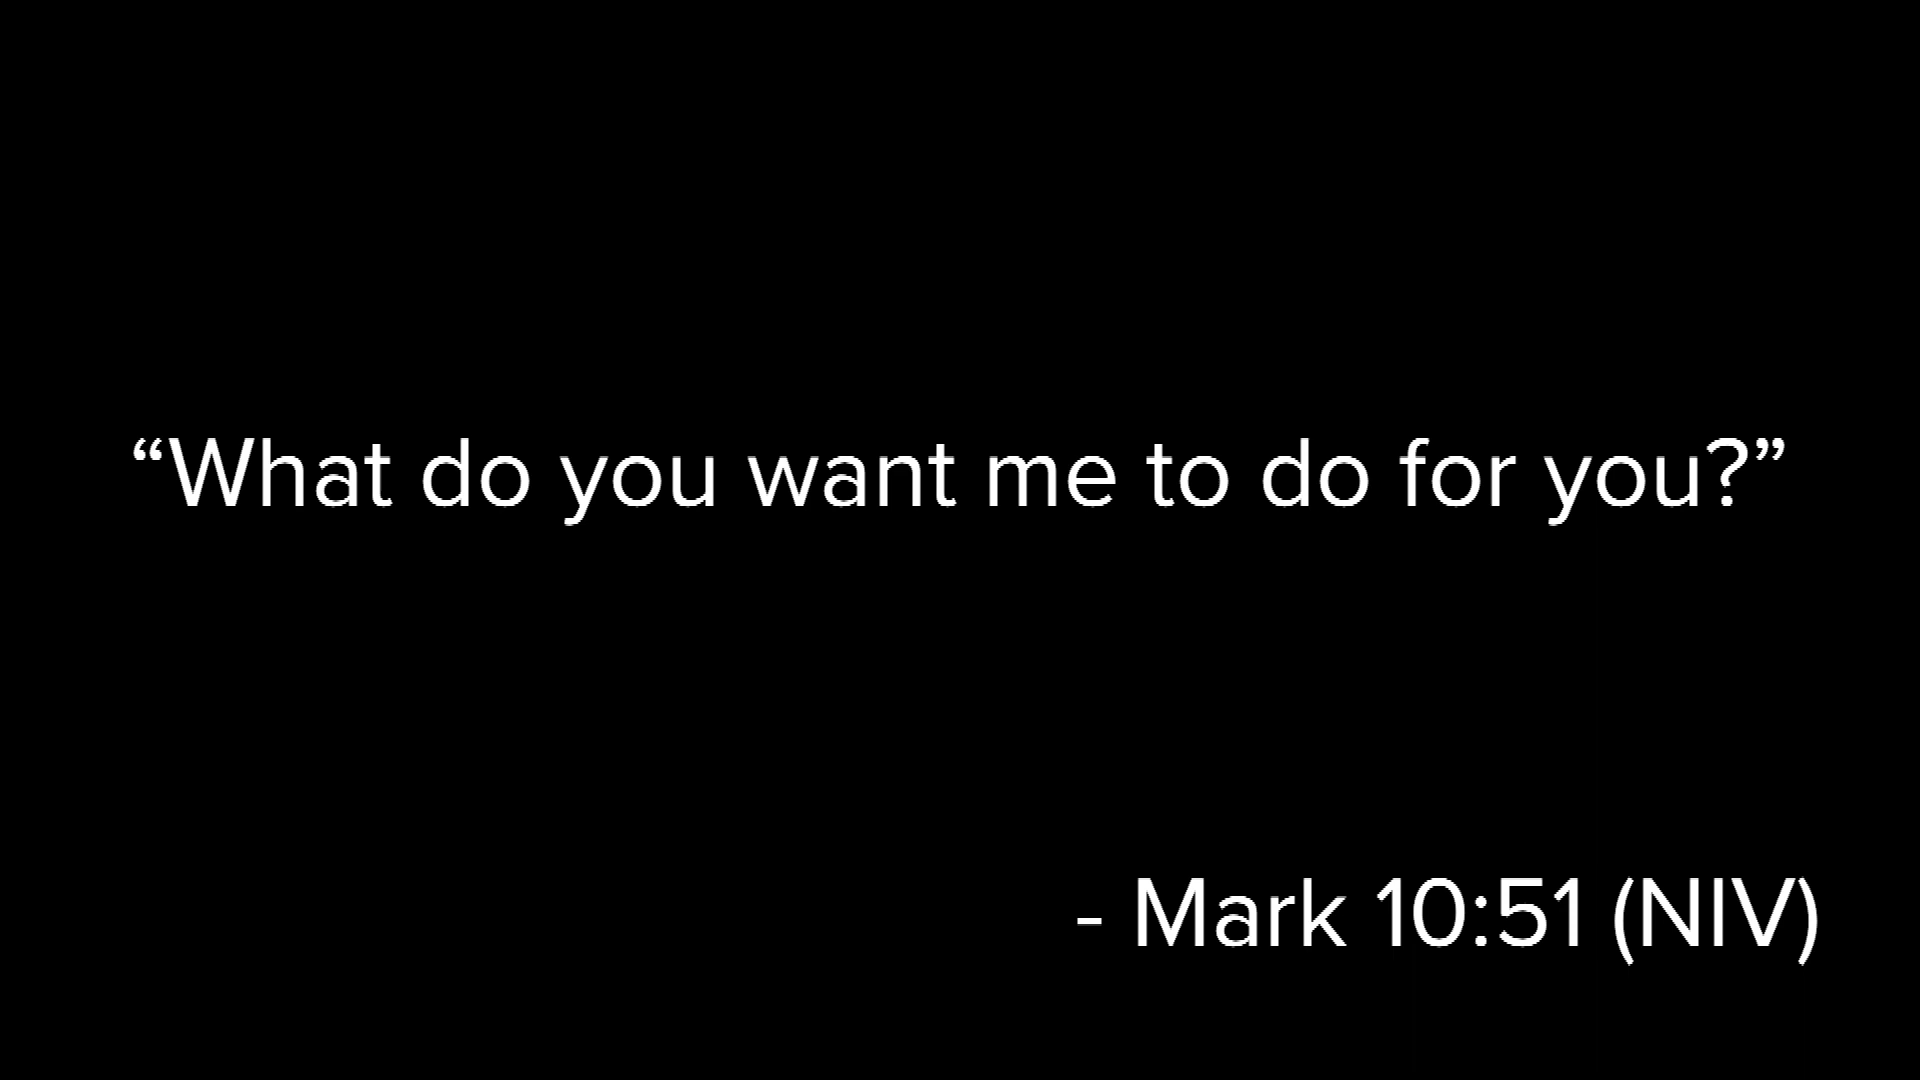 “What do you want me to do for you?”
- Mark 10:51 (NIV)